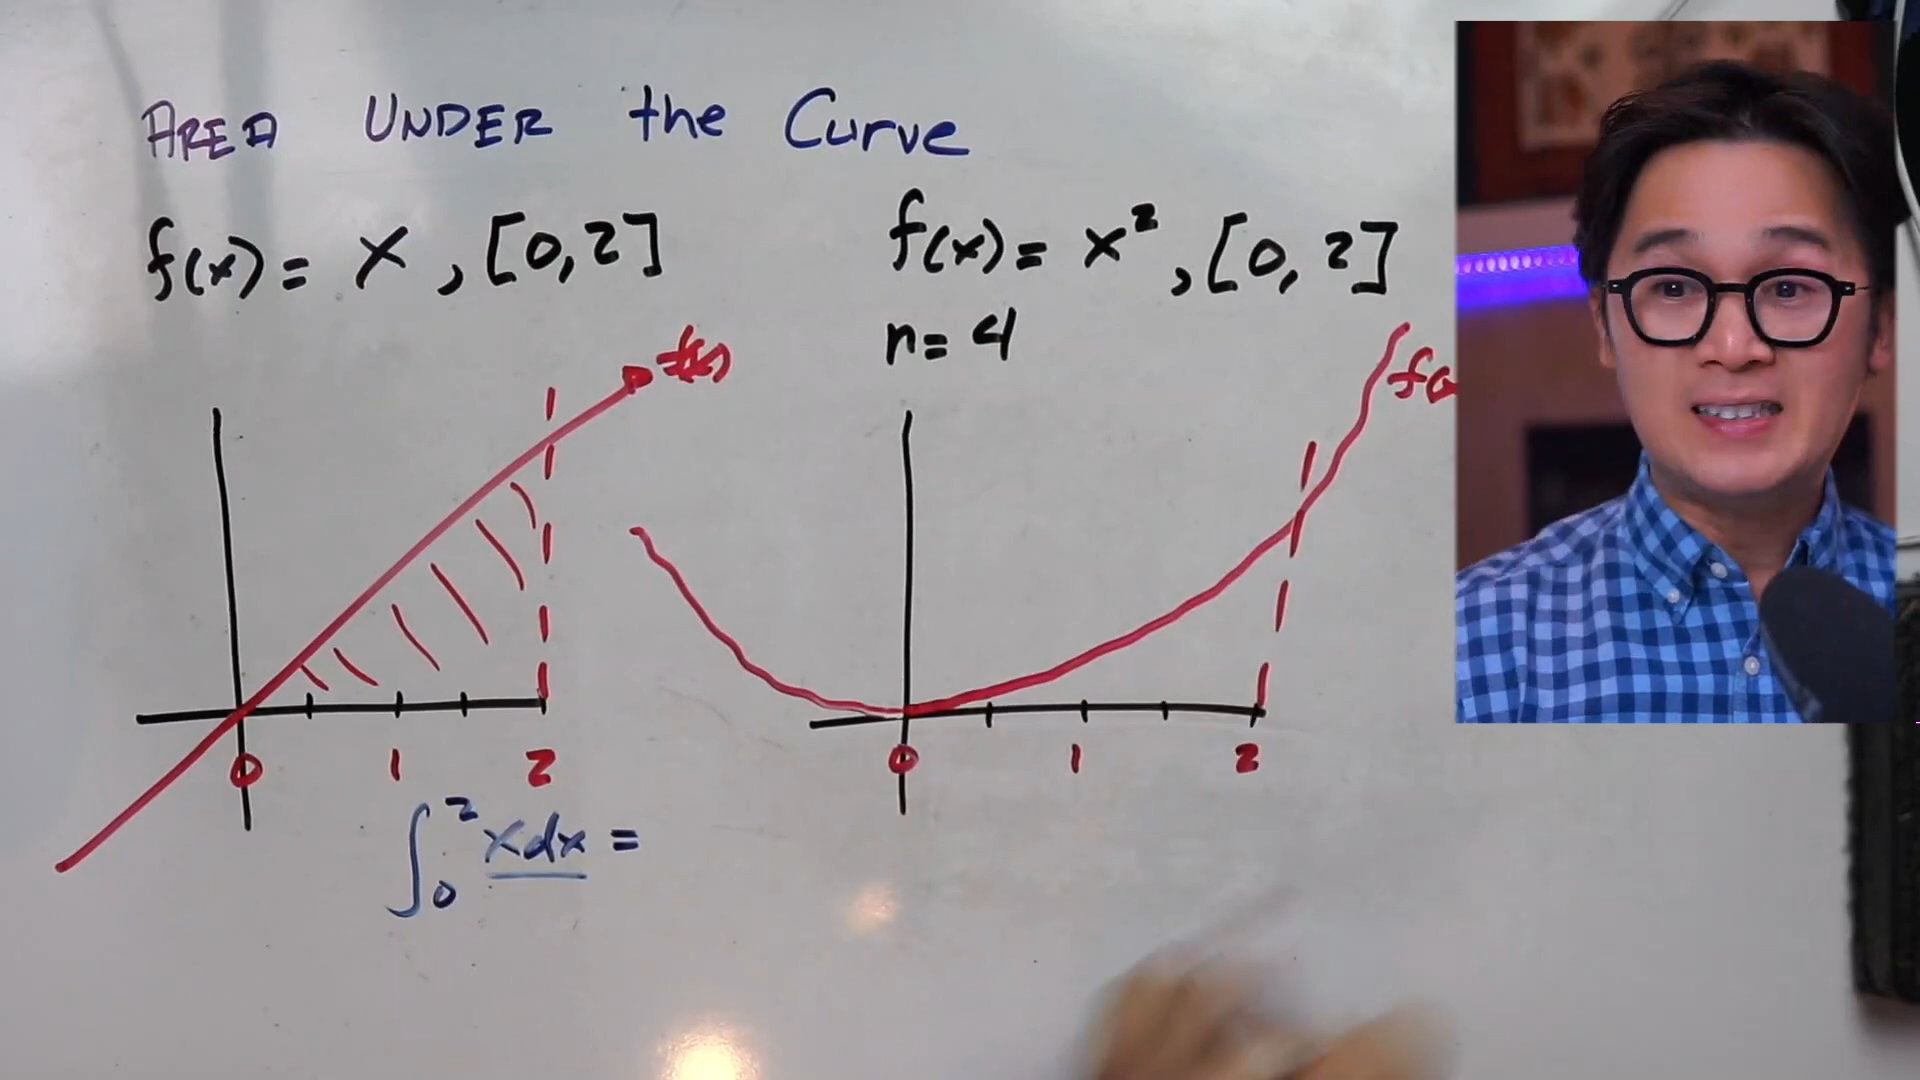 AREA UNDER the Curve
f(x) = x, [0,2]
f(x) = x², [0, 2]
n = 4
f(x)
0 1 2
0 1 2
∫₀² x dx =